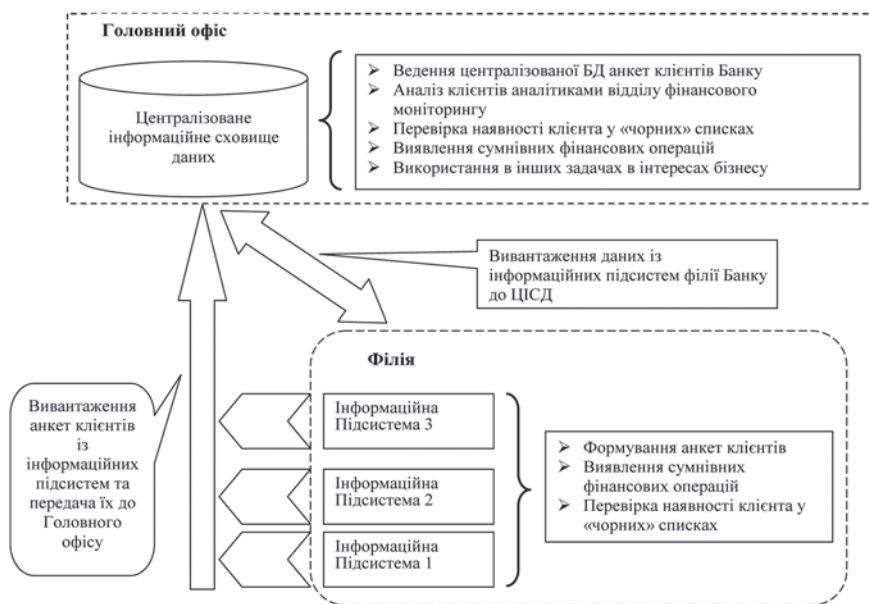 Головний офіс
Централізоване
інформаційне сховище
даних
➢ Ведення централізованої БД анкет клієнтів Банку
➢ Аналіз клієнтів аналітиками відділу фінансового
моніторингу
➢ Перевірка наявності клієнта у «чорних» списках
➢ Виявлення сумнівних фінансових операцій
➢ Використання в інших задачах в інтересах бізнесу
Вивантаження даних із
інформаційних підсистем філії Банку
до ЦІСД
Філія
Вивантаження
анкет клієнтів
із
інформаційних
підсистем та
передача їх до
Головного
офісу
Інформаційна
Підсистема 3
Інформаційна
Підсистема 2
Інформаційна
Підсистема 1
➢ Формування анкет клієнтів
➢ Виявлення сумнівних
фінансових операцій
➢ Перевірка наявності клієнта у
«чорних» списках